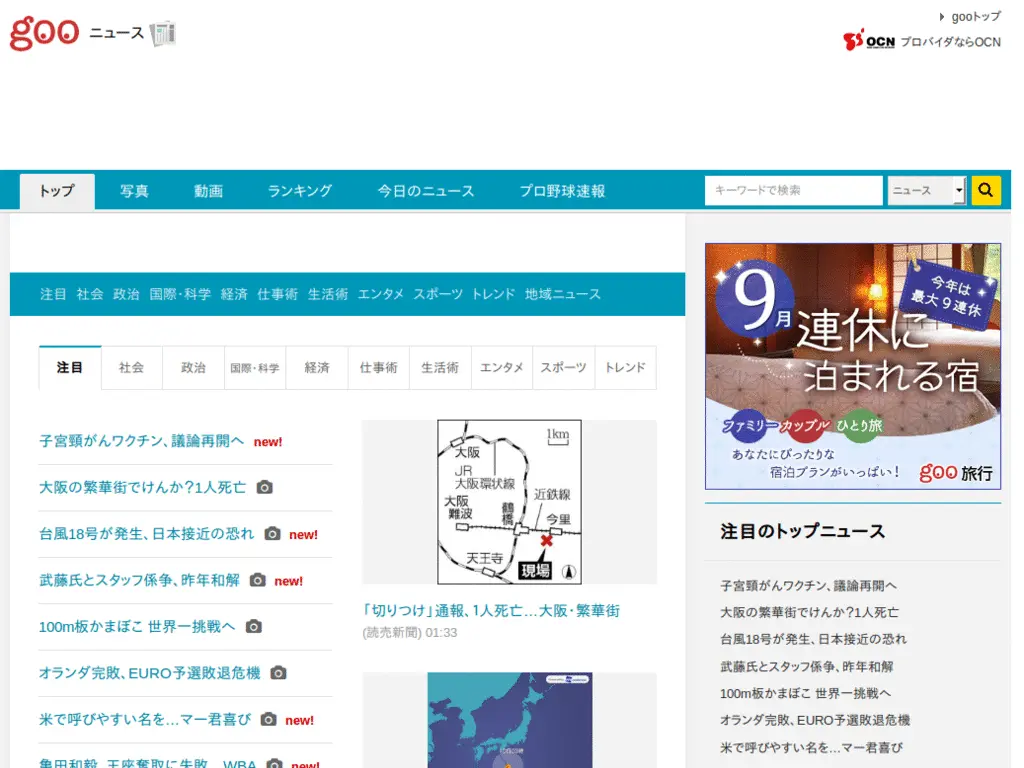 goo ニュース
gooトップ
OCN プロバイダならOCN
トップ 写真 動画 ランキング 今日のニュース プロ野球速報
キーワードで検索 ニュース
注目 社会 政治 国際・科学 経済 仕事術 生活術 エンタメ スポーツ トレンド 地域ニュース
注目 社会 政治 国際・科学 経済 仕事術 生活術 エンタメ スポーツ トレンド
子宮頸がんワクチン、議論再開へ new!
大阪の繁華街でけんか?1人死亡
台風18号が発生、日本接近の恐れ new!
武藤氏とスタッフ係争、昨年和解 new!
100m板かまぼこ 世界一挑戦へ
オランダ完敗、EURO予選敗退危機
米で呼びやすい名を…マー君喜び new!
亀田和毅、王座奪取に失敗 WBA new!
1km
大阪
JR
大阪環状線
大阪
難波
鶴橋
近鉄線
今里
天王寺
現場
「切りつけ」通報、1人死亡…大阪・繁華街
(読売新聞) 01:33
9月
今年は
最大9連休
連休に
泊まれる宿
ファミリー カップル ひとり旅
あなたにぴったりな
宿泊プランがいっぱい!
goo 旅行
注目のトップニュース
子宮頸がんワクチン、議論再開へ
大阪の繁華街でけんか?1人死亡
台風18号が発生、日本接近の恐れ
武藤氏とスタッフ係争、昨年和解
100m板かまぼこ 世界一挑戦へ
オランダ完敗、EURO予選敗退危機
米で呼びやすい名を…マー君喜び